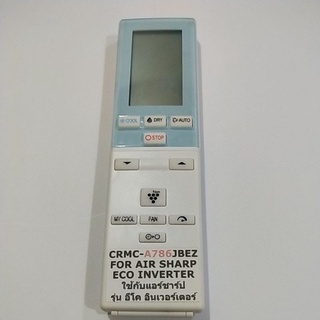 COOL DRY AUTO
STOP
MY COOL FAN
CRMC-A786JBEZ
FOR AIR SHARP
ECO INVERTER
ใช้กับแอร์ชาร์ป
รุ่น อีโค อินเวอร์เตอร์